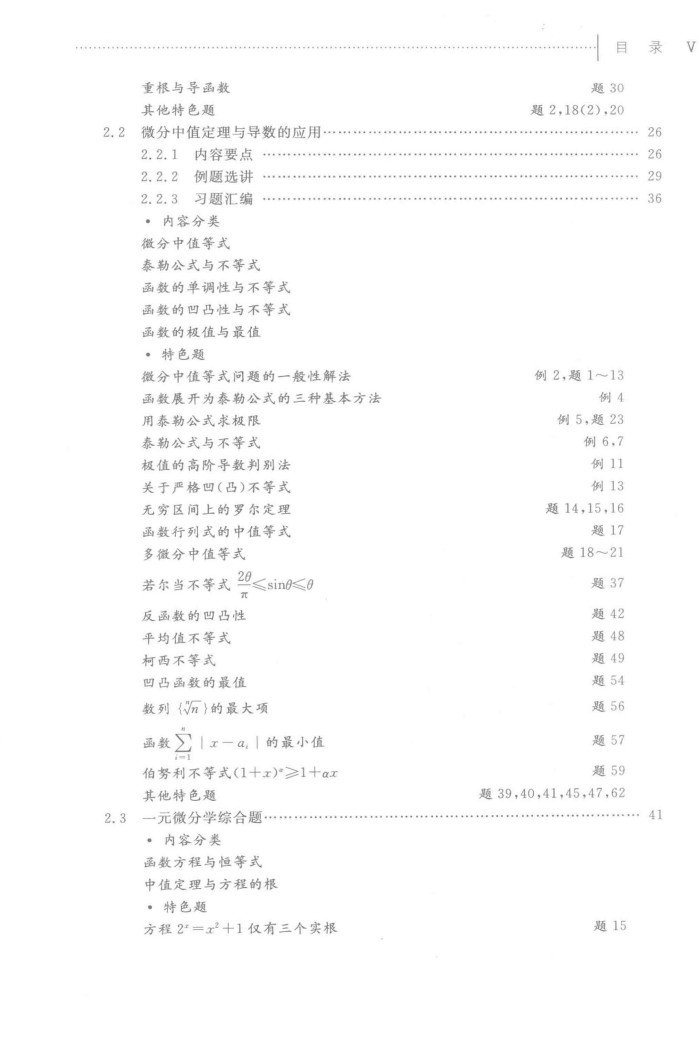 目 录 V
重根与导函数 题 30
其他特色题 题 2,18(2),20
2.2 微分中值定理与导数的应用 …… 26
2.2.1 内容要点 …… 26
2.2.2 例题选讲 …… 29
2.2.3 习题汇编 …… 36
• 内容分类
微分中值等式
泰勒公式与不等式
函数的单调性与不等式
函数的凹凸性与不等式
函数的极值与最值
• 特色题
微分中值等式问题的一般性解法 例 2,题 1～13
函数展开为泰勒公式的三种基本方法 例 4
用泰勒公式求极限 例 5,题 23
泰勒公式与不等式 例 6,7
极值的高阶导数判别法 例 11
关于严格凹(凸)不等式 例 13
无穷区间上的罗尔定理 题 14,15,16
函数行列式的中值等式 题 17
多微分中值等式 题 18～21
若尔当不等式 2θ/π≤sinθ≤θ 题 37
反函数的凹凸性 题 42
平均值不等式 题 48
柯西不等式 题 49
凹凸函数的最值 题 54
数列{ⁿ√n}的最大项 题 56
函数 ∑ⁿᵢ₌₁ |x－aᵢ| 的最小值 题 57
伯努利不等式(1＋x)ᵅ≥1＋αx 题 59
其他特色题 题 39,40,41,45,47,62
2.3 一元微分学综合题 …… 41
• 内容分类
函数方程与恒等式
中值定理与方程的根
• 特色题
方程 2ˣ＝x²＋1 仅有三个实根 题 15